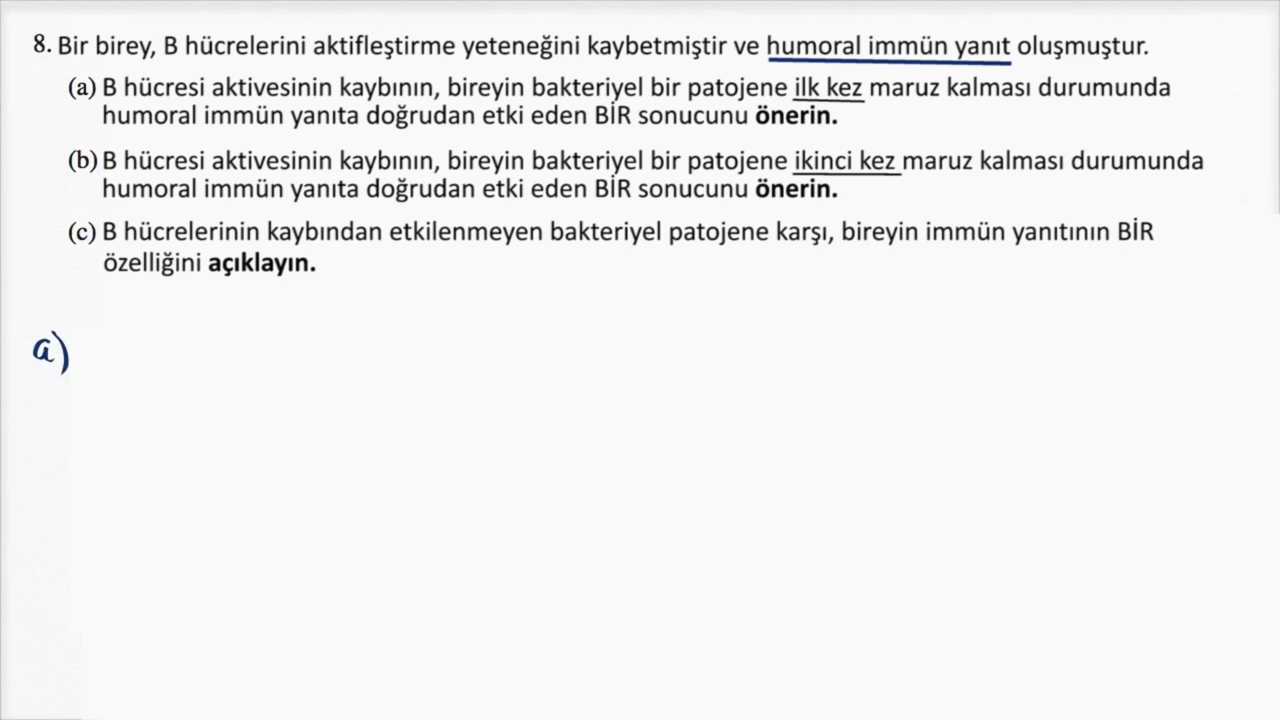 8. Bir birey, B hücrelerini aktifleştirme yeteneğini kaybetmiştir ve humoral immün yanıt oluşmuştur.
(a) B hücresi aktivesinin kaybının, bireyin bakteriyel bir patojene ilk kez maruz kalması durumunda
humoral immün yanıta doğrudan etki eden BİR sonucunu önerin.
(b) B hücresi aktivesinin kaybının, bireyin bakteriyel bir patojene ikinci kez maruz kalması durumunda
humoral immün yanıta doğrudan etki eden BİR sonucunu önerin.
(c) B hücrelerinin kaybından etkilenmeyen bakteriyel patojene karşı, bireyin immün yanıtının BİR
özelliğini açıklayın.
a)